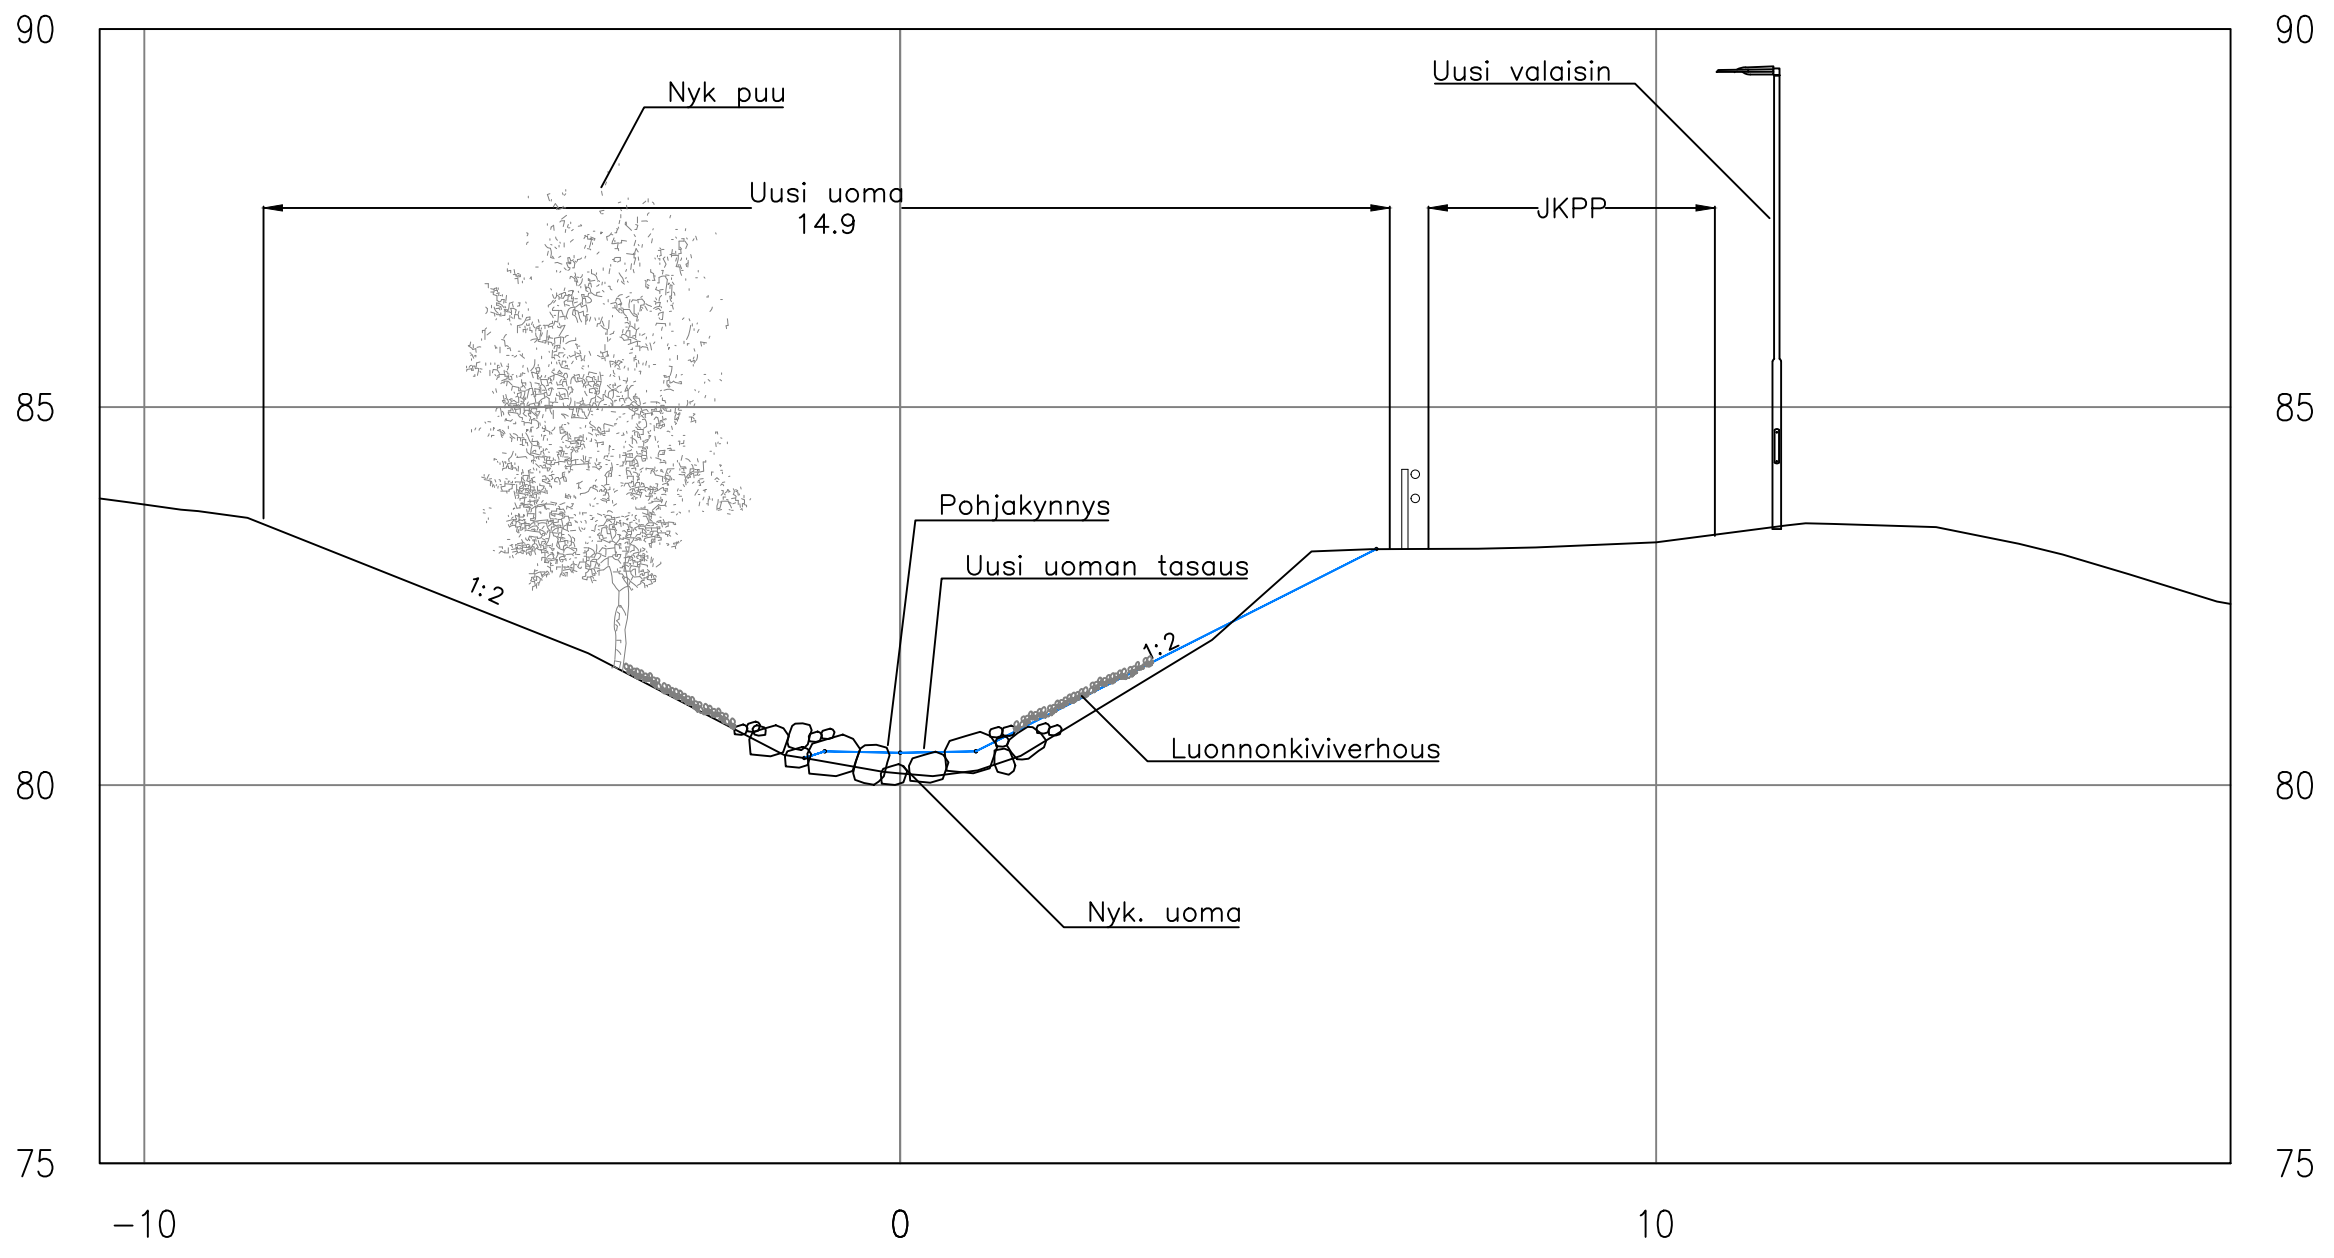 90
90
Uusi valaisin
Nyk puu
Uusi uoma
14.9
JKPP
85
85
Pohjakynnys
Uusi uoman tasaus
1:2
1:2
Luonnonkiviverhous
80
80
Nyk. uoma
75
75
-10
0
10